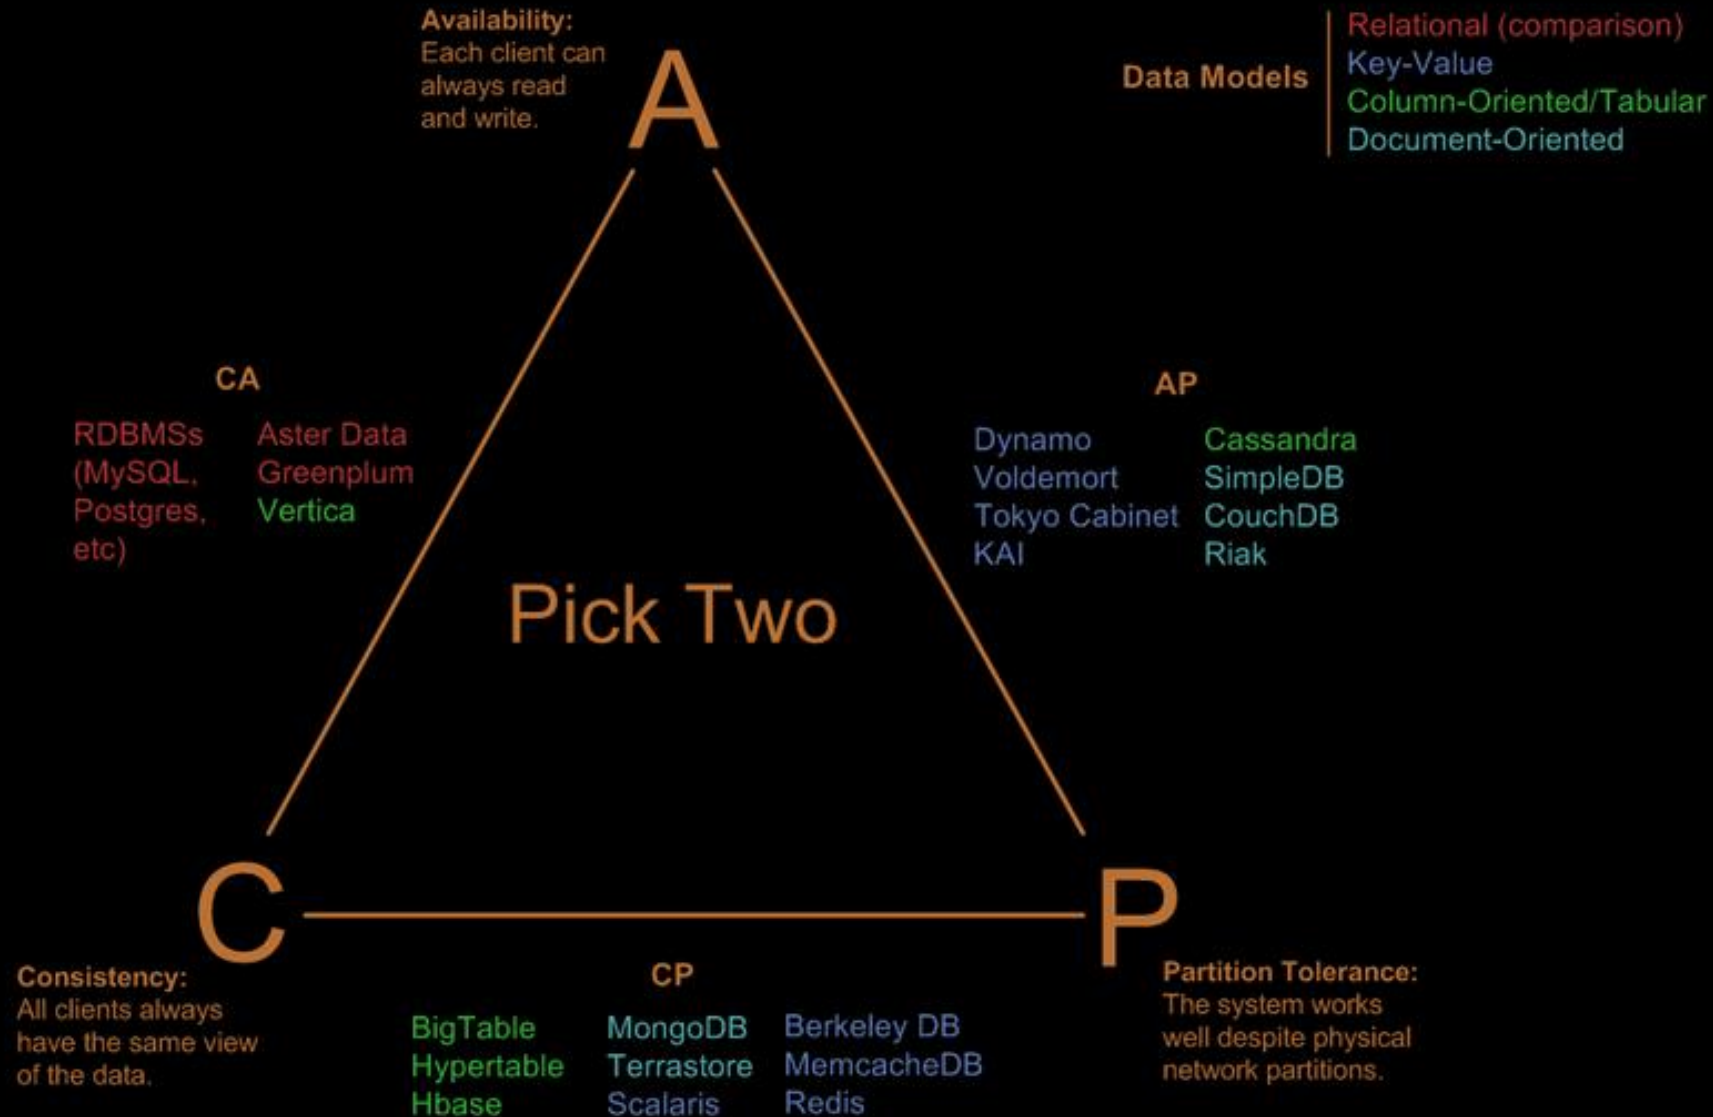 Availability:
Each client can
always read
and write.
A
Data Models
Relational (comparison)
Key-Value
Column-Oriented/Tabular
Document-Oriented
CA
RDBMSs
(MySQL,
Postgres,
etc)
Aster Data
Greenplum
Vertica
AP
Dynamo
Voldemort
Tokyo Cabinet
KAI
Cassandra
SimpleDB
CouchDB
Riak
Pick Two
C
Consistency:
All clients always
have the same view
of the data.
CP
BigTable
Hypertable
Hbase
MongoDB
Terrastore
Scalaris
Berkeley DB
MemcacheDB
Redis
P
Partition Tolerance:
The system works
well despite physical
network partitions.